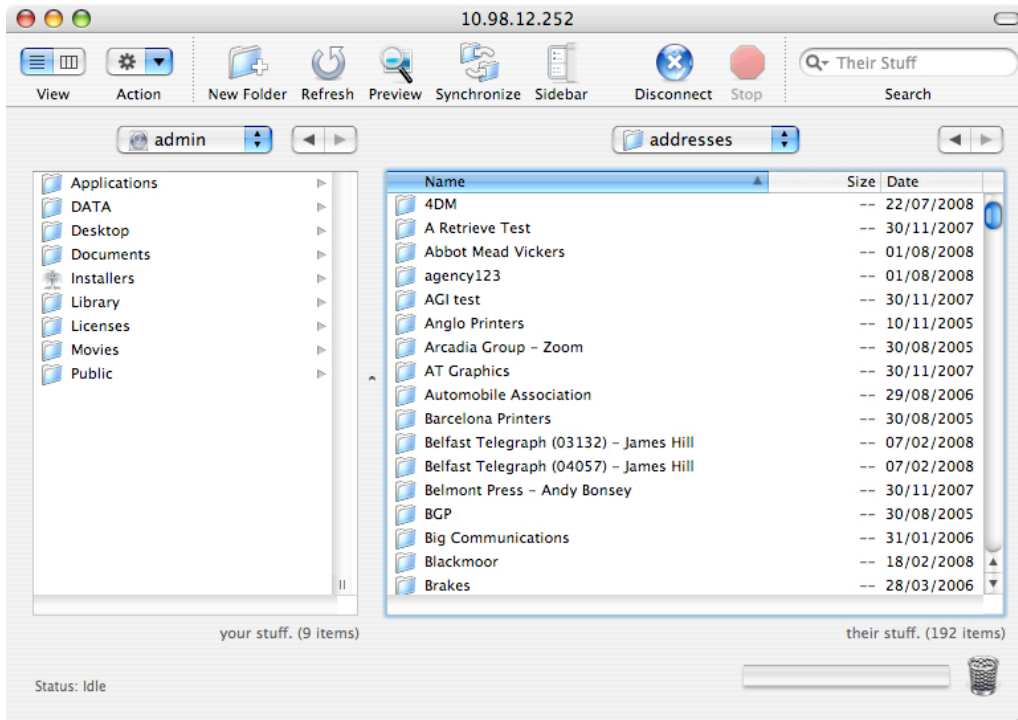 10.98.12.252
View Action New Folder Refresh Preview Synchronize Sidebar Disconnect Stop Their Stuff Search
admin addresses
Applications
DATA
Desktop
Documents
Installers
Library
Licenses
Movies
Public
Name Size Date
4DM -- 22/07/2008
A Retrieve Test -- 30/11/2007
Abbot Mead Vickers -- 01/08/2008
agency123 -- 01/08/2008
AGI test -- 30/11/2007
Anglo Printers -- 10/11/2005
Arcadia Group - Zoom -- 30/08/2005
AT Graphics -- 30/11/2007
Automobile Association -- 29/08/2006
Barcelona Printers -- 30/08/2005
Belfast Telegraph (03132) - James Hill -- 07/02/2008
Belfast Telegraph (04057) - James Hill -- 07/02/2008
Belmont Press - Andy Bonsey -- 30/11/2007
BGP -- 30/08/2005
Big Communications -- 31/01/2006
Blackmoor -- 18/02/2008
Brakes -- 28/03/2006
your stuff. (9 items) their stuff. (192 items)
Status: Idle